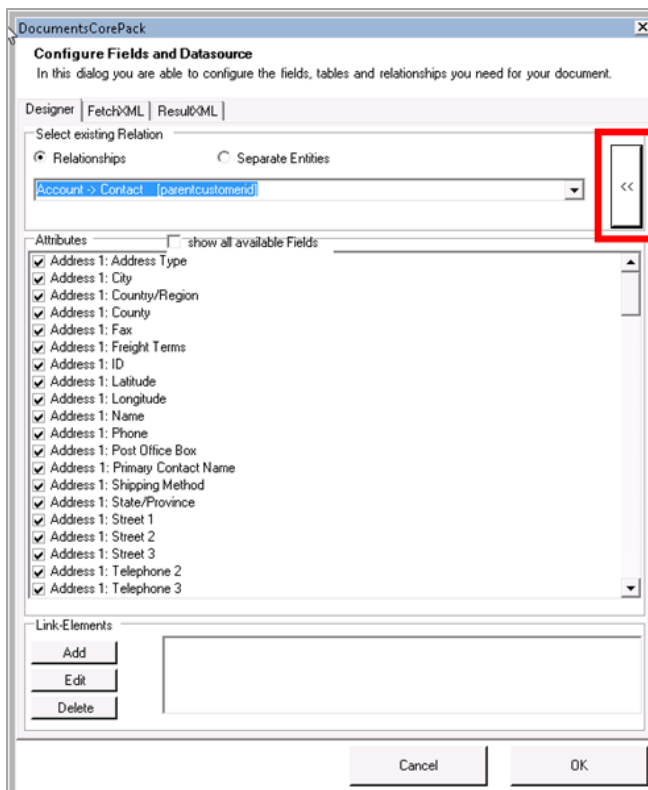 DocumentsCorePack
Configure Fields and Datasource
In this dialog you are able to configure the fields, tables and relationships you need for your document.
Designer FetchXML ResultXML
Select existing Relation
Relationships Separate Entities
Account -> Contact [parentcustomerid]
<<
Attributes show all available Fields
Address 1: Address Type
Address 1: City
Address 1: Country/Region
Address 1: County
Address 1: Fax
Address 1: Freight Terms
Address 1: ID
Address 1: Latitude
Address 1: Longitude
Address 1: Name
Address 1: Phone
Address 1: Post Office Box
Address 1: Primary Contact Name
Address 1: Shipping Method
Address 1: State/Province
Address 1: Street 1
Address 1: Street 2
Address 1: Street 3
Address 1: Telephone 2
Address 1: Telephone 3
Link-Elements
Add
Edit
Delete
Cancel OK